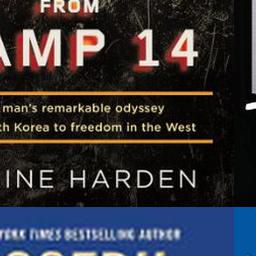 FROM
AMP 14
man's remarkable odyssey
th Korea to freedom in the West
INE HARDEN
YORK TIMES BESTSELLING AUTHOR